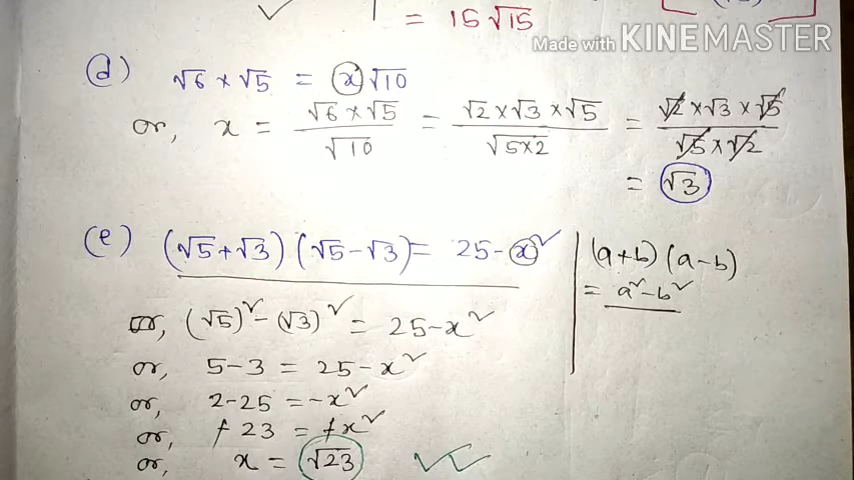 = 15√15
Made with KINEMASTER
(d) √6 × √5 = x√10
or, x = √6 × √5 / √10 = √2 × √3 × √5 / √5×2 = √2 × √3 × √5 / √5 × √2
= √3
(e) (√5+√3) (√5-√3) = 25-x²
(a+b) (a-b)
= a²-b²
or, (√5)² - (√3)² = 25-x²
or, 5-3 = 25-x²
or, 2-25 = -x²
or, -23 = -x²
or, x = √23